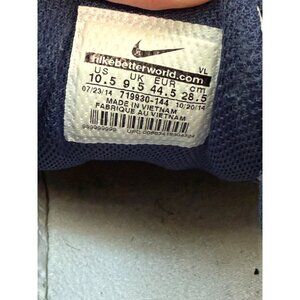 VL
nikebetterworld.com
US UK EUR cm
10.5 9.5 44.5 28.5
07/23/14 719930-144 10/20/14
MADE IN VIETNAM
FABRIQUE AU VIETNAM